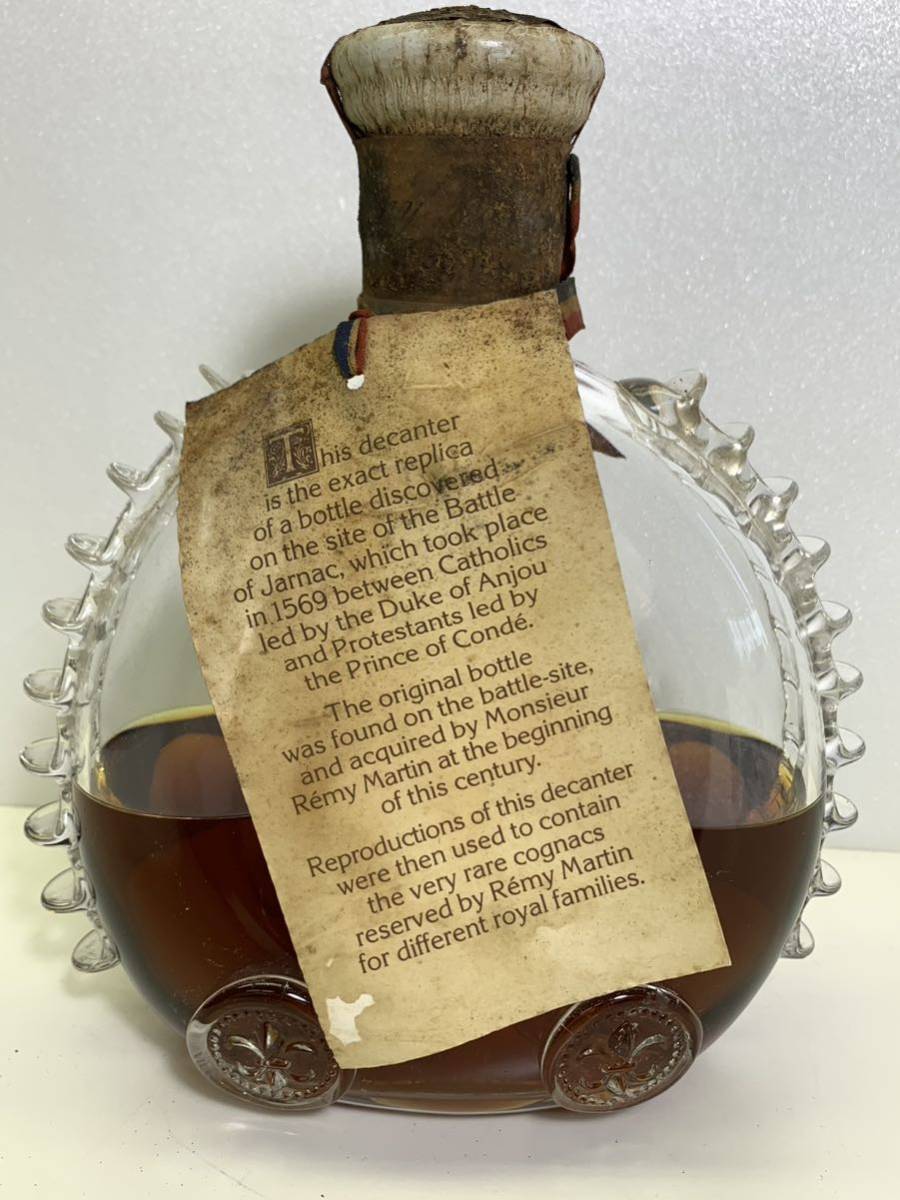 This decanter
is the exact replica
of a bottle discovered
on the site of the Battle
of Jarnac, which took place
in 1569 between Catholics
led by the Duke of Anjou
and Protestants led by
the Prince of Condé.
The original bottle
was found on the battle-site,
and acquired by Monsieur
Rémy Martin at the beginning
of this century.
Reproductions of this decanter
were then used to contain
the very rare cognacs
reserved by Rémy Martin
for different royal families.